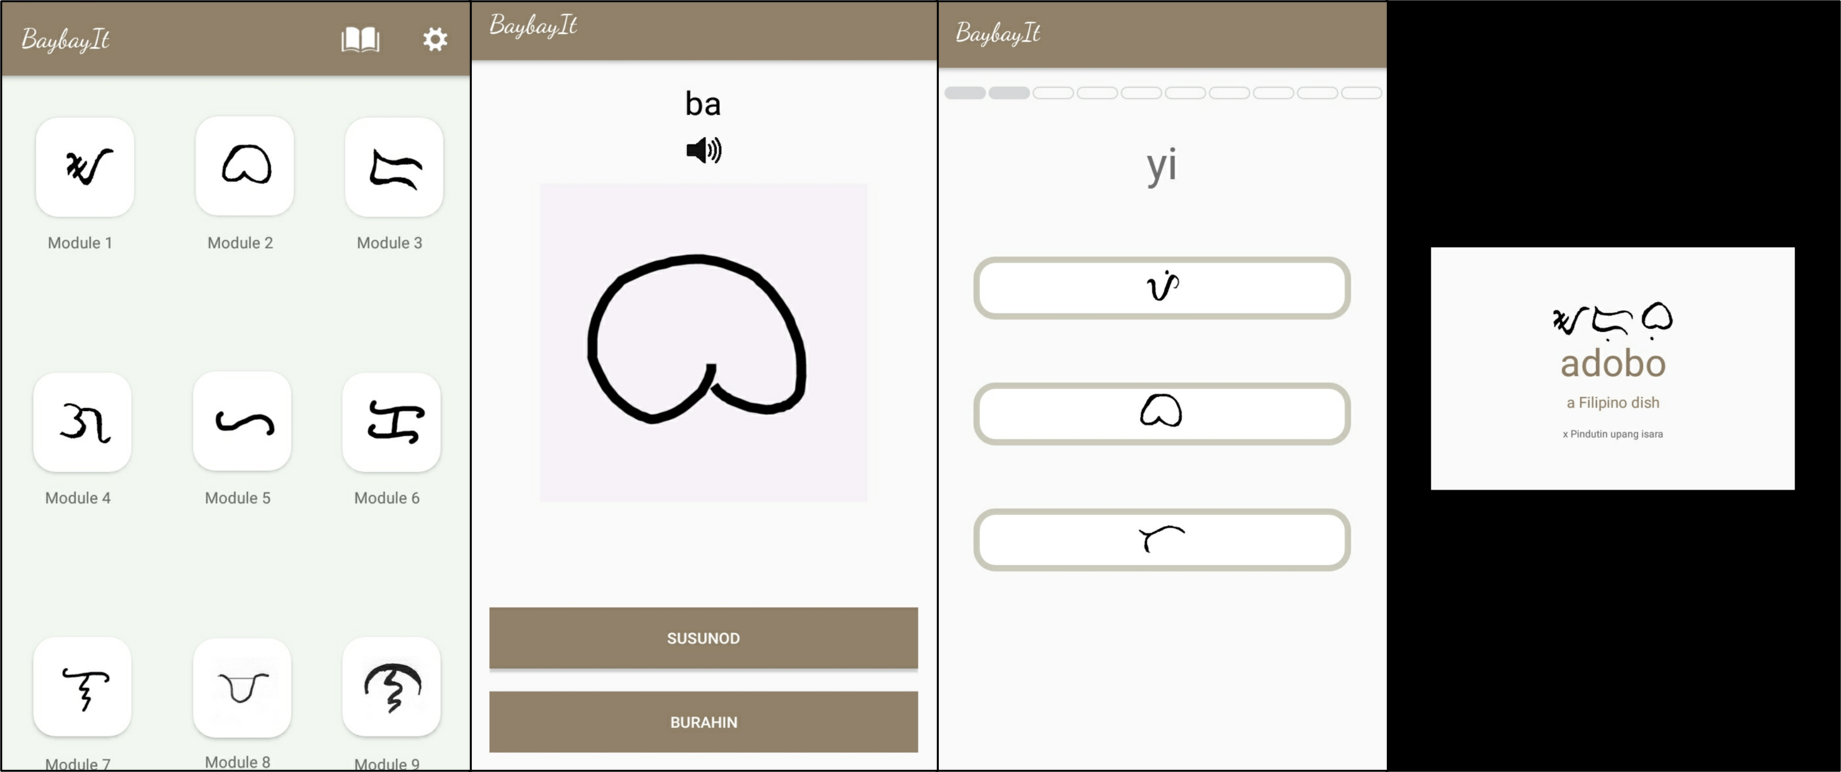 BaybayIt
ᜀ ᜊ ᜇ
Module 1 Module 2 Module 3
ᜄ ᜑ ᜃ
Module 4 Module 5 Module 6
ᜎ ᜋ ᜈ
Module 7 Module 8 Module 9
BaybayIt
ba
ᜊ
SUSUNOD
BURAHIN
BaybayIt
yi
ᜌᜒ
ᜊ
ᜀᜇᜓᜊᜓ
adobo
a Filipino dish
x Pindutin upang isara